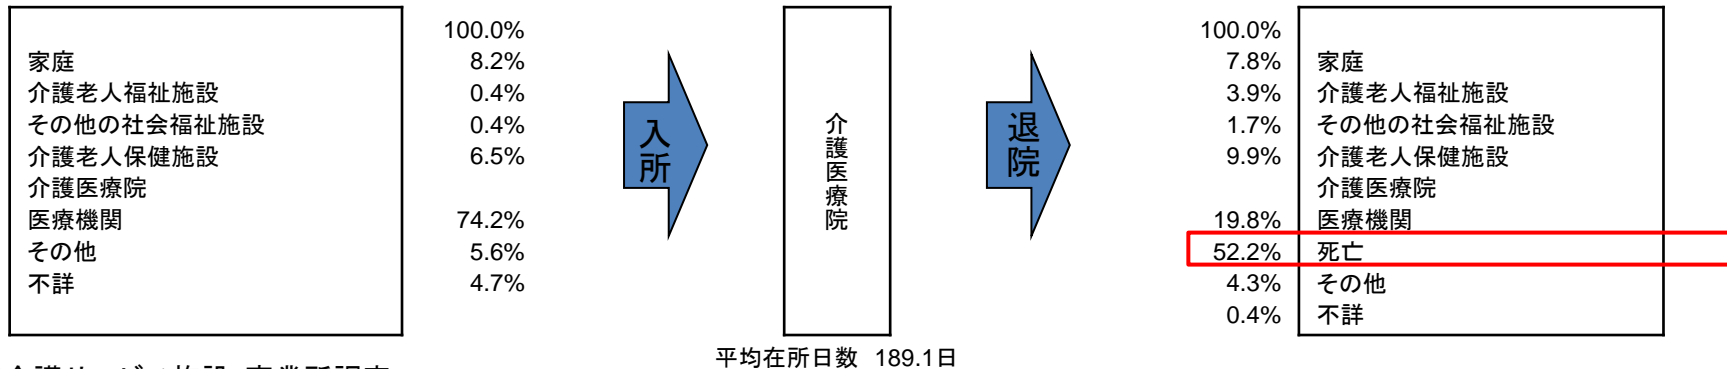 100.0%
家庭 8.2%
介護老人福祉施設 0.4%
その他の社会福祉施設 0.4%
介護老人保健施設 6.5%
介護医療院
医療機関 74.2%
その他 5.6%
不詳 4.7%
入所
介護医療院
平均在所日数 189.1日
退院
100.0%
7.8% 家庭
3.9% 介護老人福祉施設
1.7% その他の社会福祉施設
9.9% 介護老人保健施設
介護医療院
19.8% 医療機関
52.2% 死亡
4.3% その他
0.4% 不詳